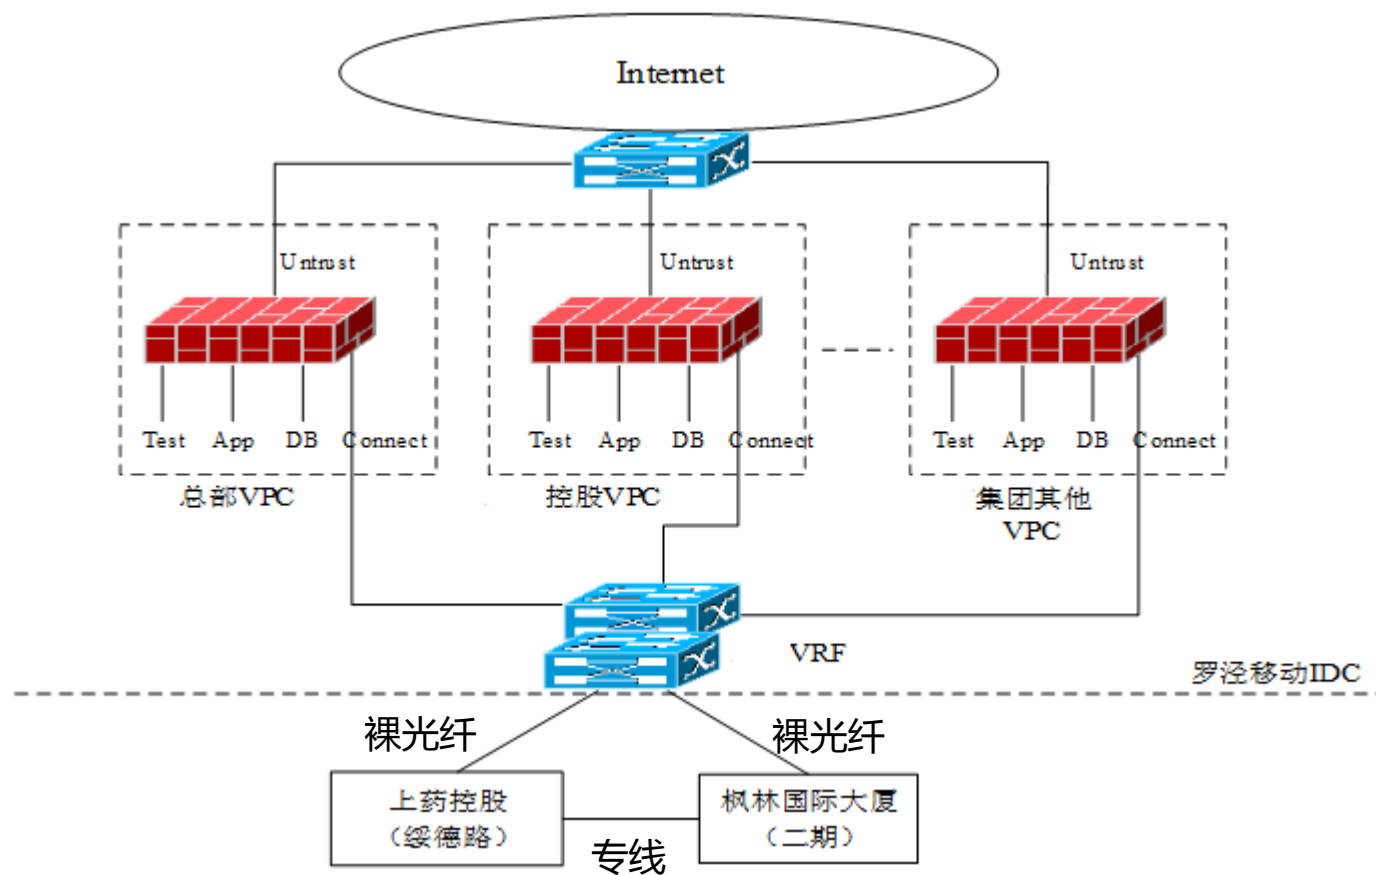 Internet
Untrust
Untrust
Untrust
Test App DB Connect
Test App DB Connect
Test App DB Connect
总部VPC
控股VPC
集团其他
VPC
VRF
罗泾移动IDC
裸光纤
裸光纤
上药控股
（绥德路）
枫林国际大厦
（二期）
专线